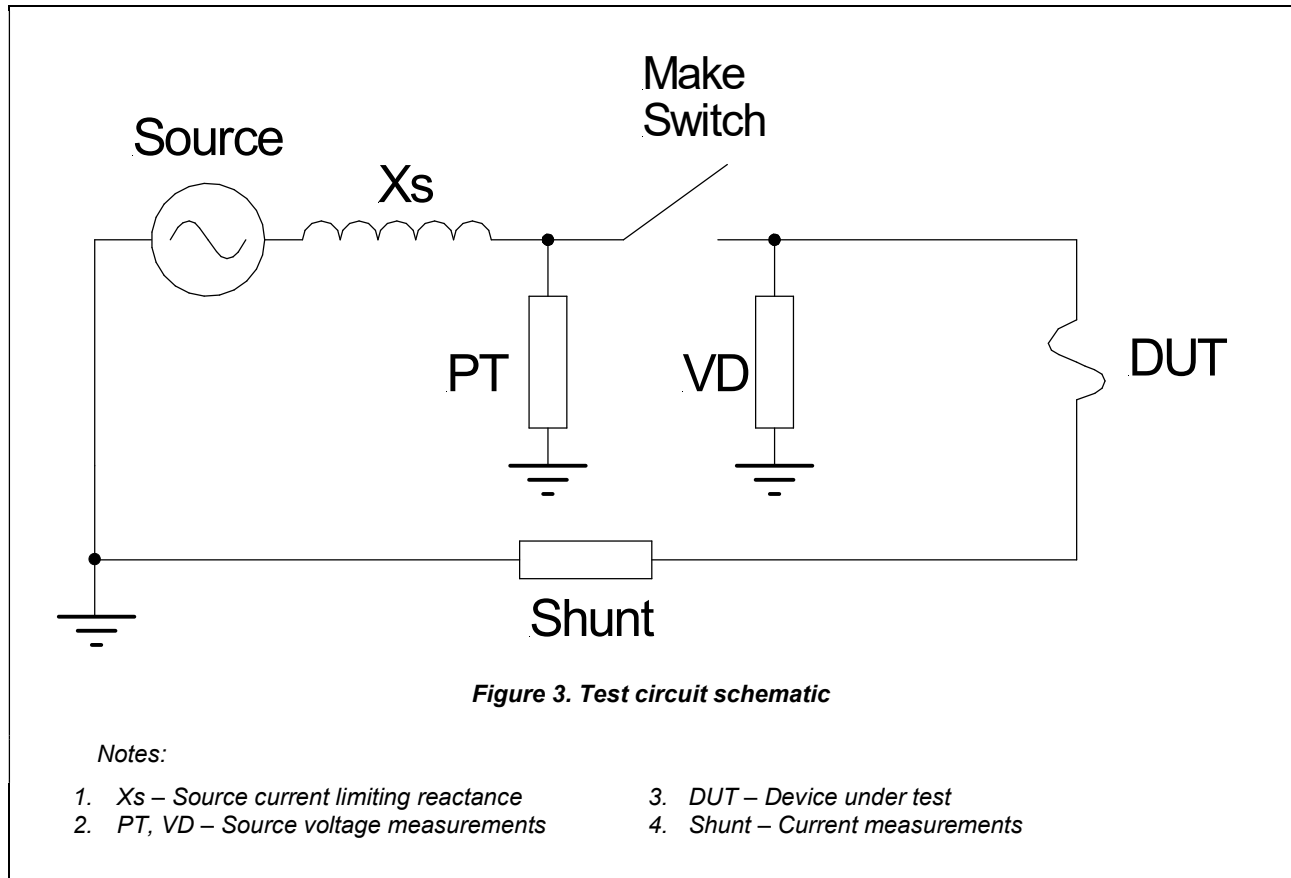 Make
Switch
Source
Xs
PT
VD
DUT
Shunt
Figure 3. Test circuit schematic
Notes:
1. Xs – Source current limiting reactance
2. PT, VD – Source voltage measurements
3. DUT – Device under test
4. Shunt – Current measurements